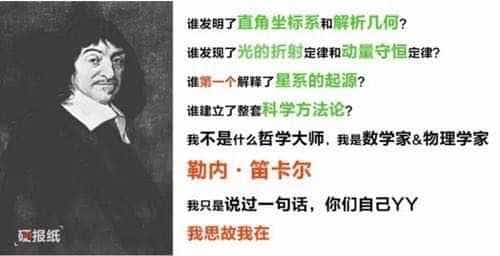 谁发明了直角坐标系和解析几何?
谁发现了光的折射定律和动量守恒定律?
谁第一个解释了星系的起源?
谁建立了整套科学方法论?
我不是什么哲学大师,我是数学家&物理学家
勒内·笛卡尔
我只是说过一句话,你们自己YY
我思故我在
报纸